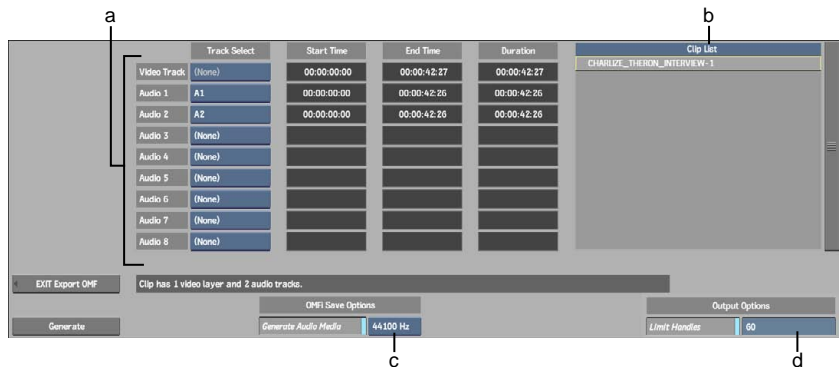 a
b
Track Select Start Time End Time Duration Clip List
Video Track (None) 00:00:00:00 00:00:42:27 00:00:42:27 CHARLIZE_THERON_INTERVIEW-1
Audio 1 A1 00:00:00:00 00:00:42:26 00:00:42:26
Audio 2 A2 00:00:00:00 00:00:42:26 00:00:42:26
Audio 3 (None)
Audio 4 (None)
Audio 5 (None)
Audio 6 (None)
Audio 7 (None)
Audio 8 (None)
EXIT Export OMF Clip has 1 video layer and 2 audio tracks.
OMFI Save Options Output Options
Generate Generate Audio Media 44100 Hz Limit Handles 60
c
d